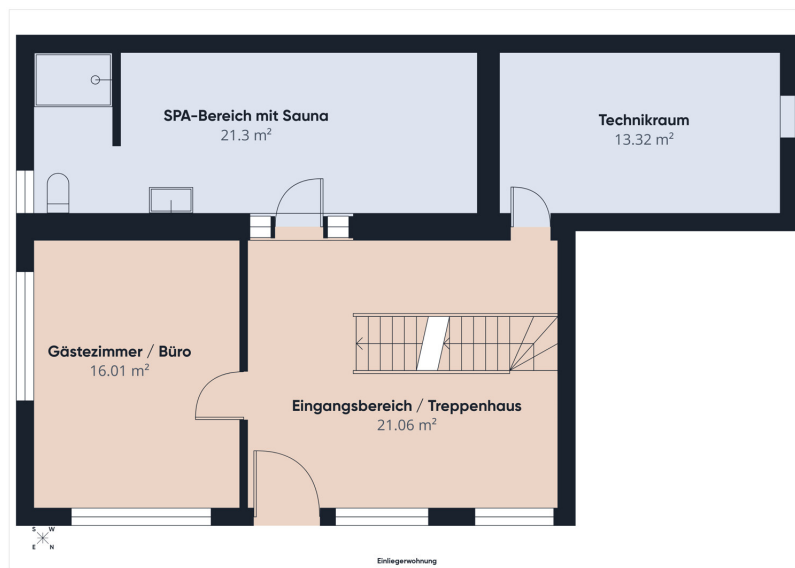 SPA-Bereich mit Sauna
21.3 m²
Technikraum
13.32 m²
Gästezimmer / Büro
16.01 m²
Eingangsbereich / Treppenhaus
21.06 m²
S W
E N
Einliegerwohnung